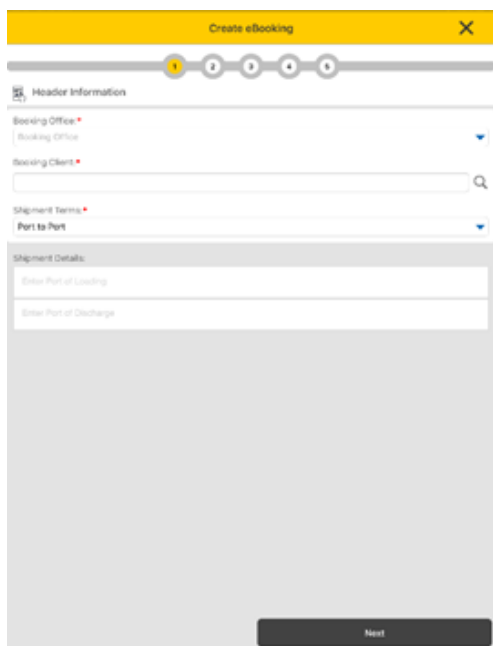 Create eBooking
1 2 3 4 5
Header Information
Booking Office:*
Booking Office
Booking Client:*
Shipment Terms:*
Port to Port
Shipment Details:
Enter Port of Loading
Enter Port of Discharge
Next